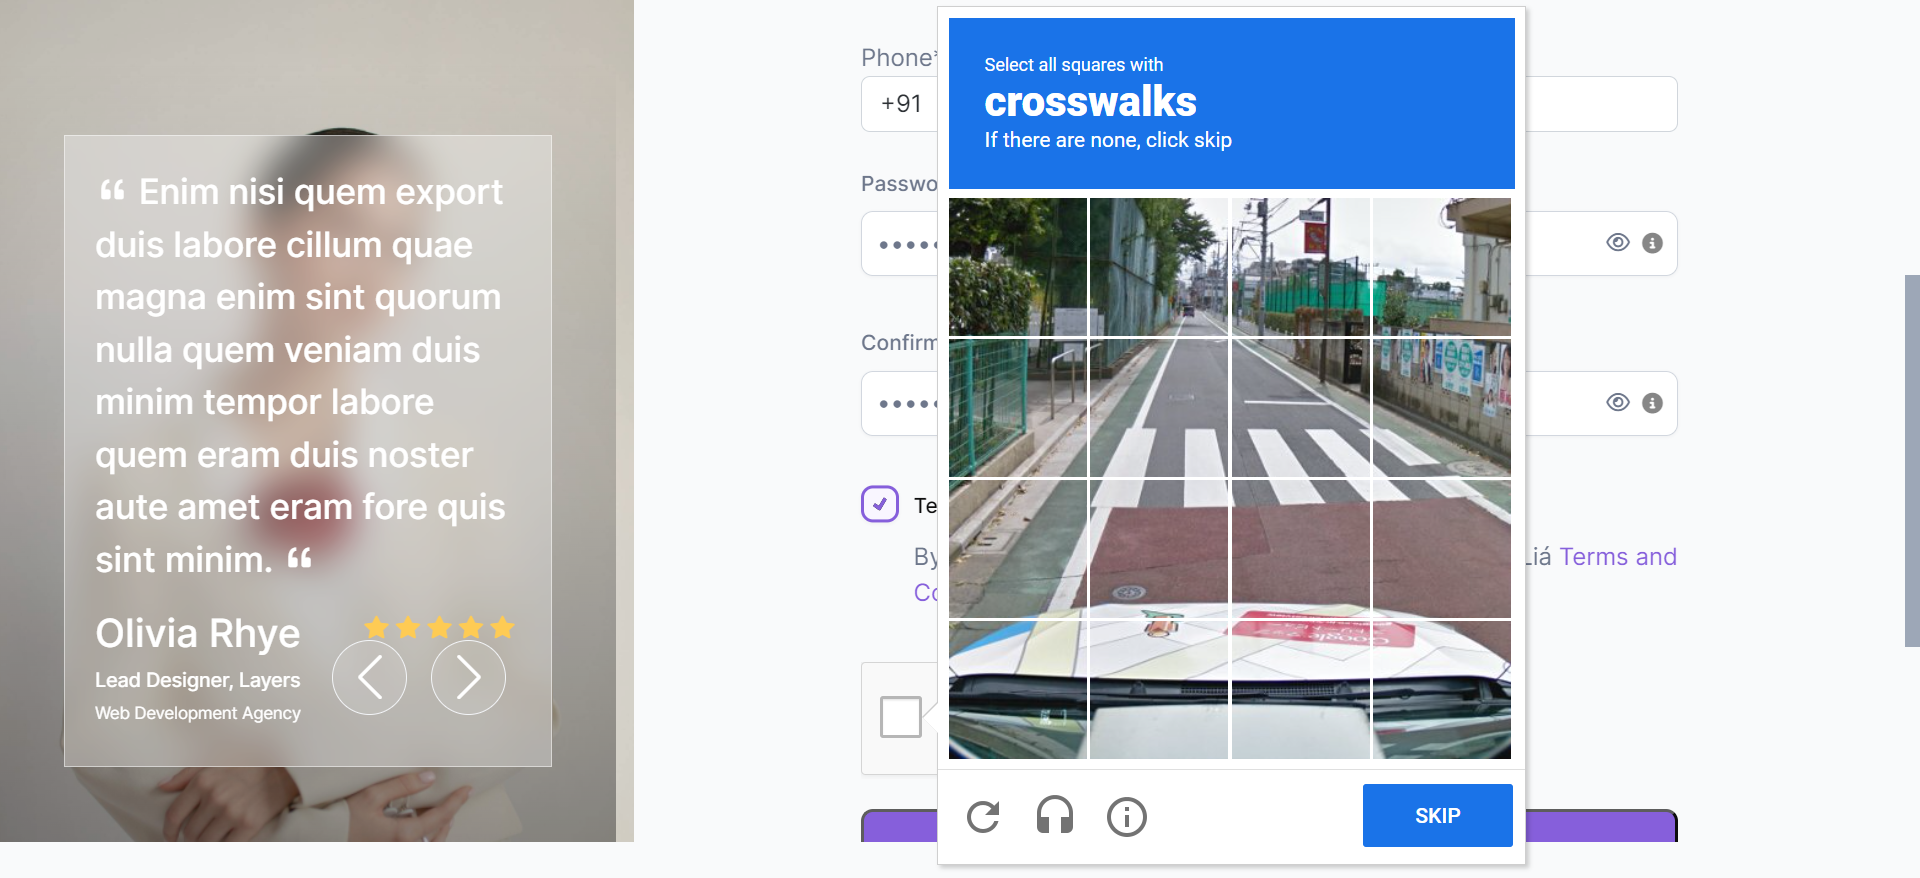 “ Enim nisi quem export
duis labore cillum quae
magna enim sint quorum
nulla quem veniam duis
minim tempor labore
quem eram duis noster
aute amet eram fore quis
sint minim. “
Olivia Rhye
Lead Designer, Layers
Web Development Agency
Phone*
+91
Passwo
Confirm
Te
By
Liá Terms and
Co
Select all squares with
crosswalks
If there are none, click skip
Google
SKIP